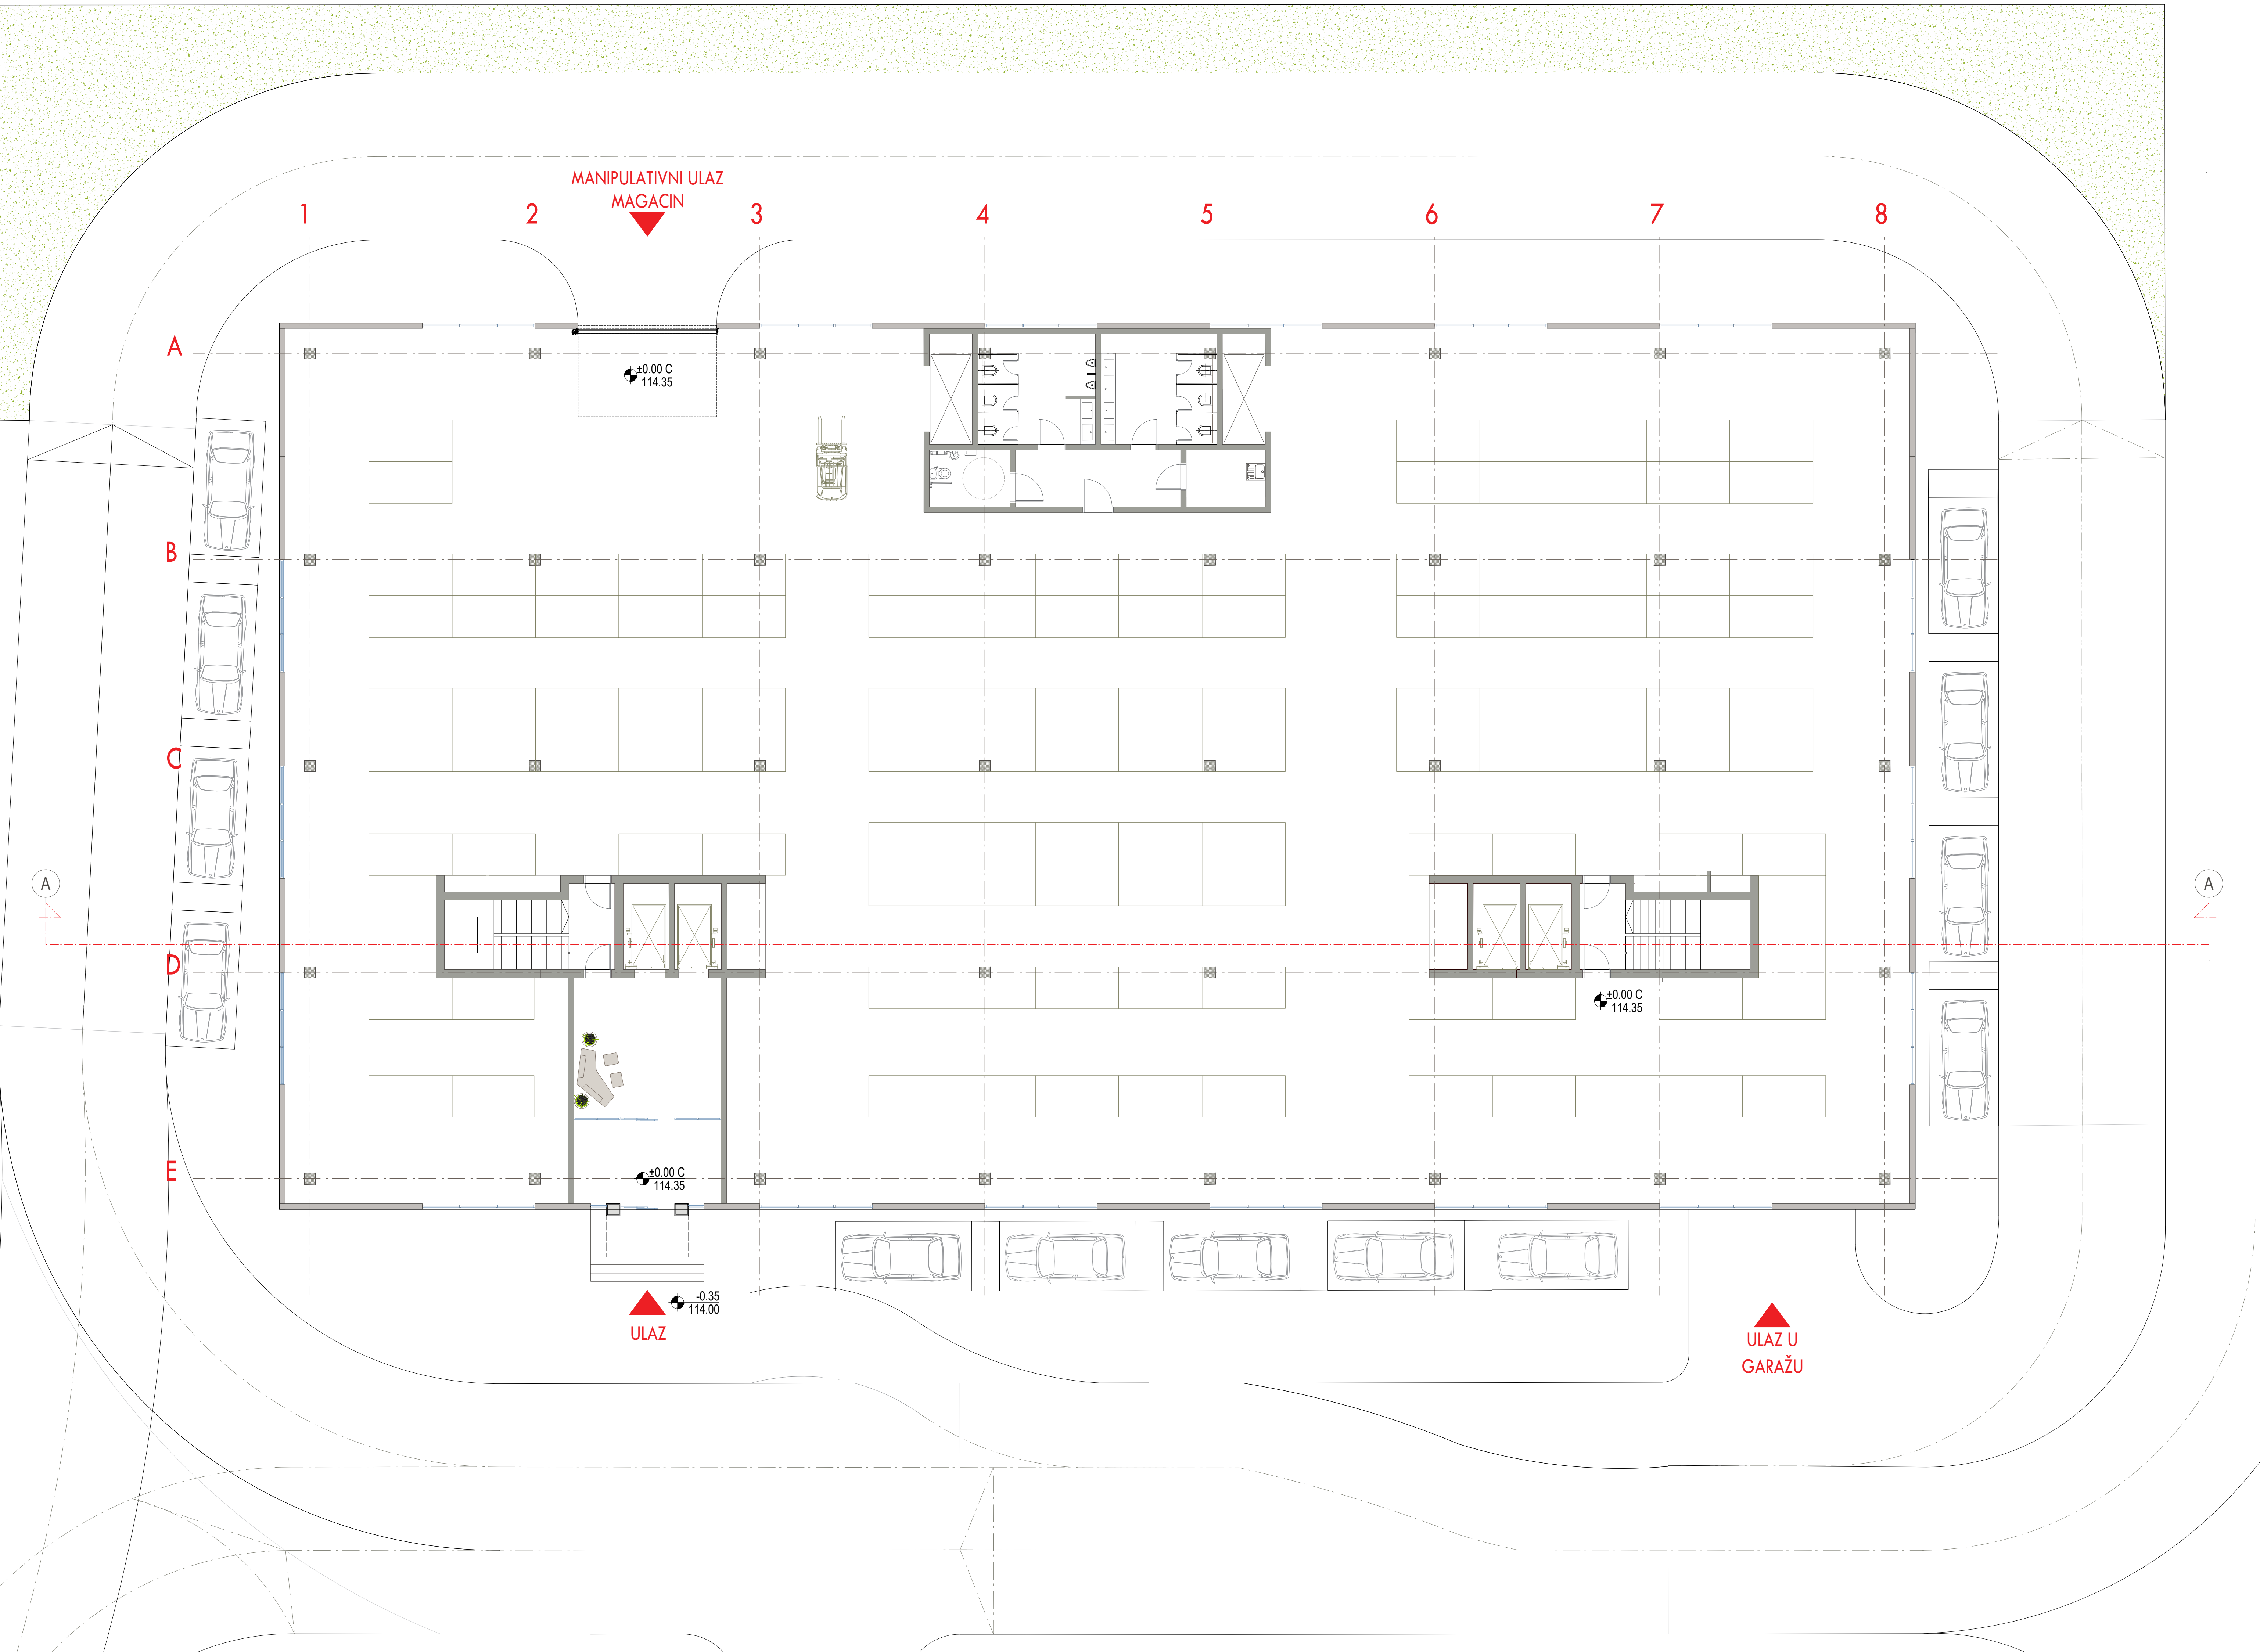 MANIPULATIVNI ULAZ
MAGACIN
1 2 3 4 5 6 7 8
A
±0.00 C
114.35
B
C
A A
D
±0.00 C
114.35
E
±0.00 C
114.35
-0.35
114.00
ULAZ
ULAZ U
GARAŽU